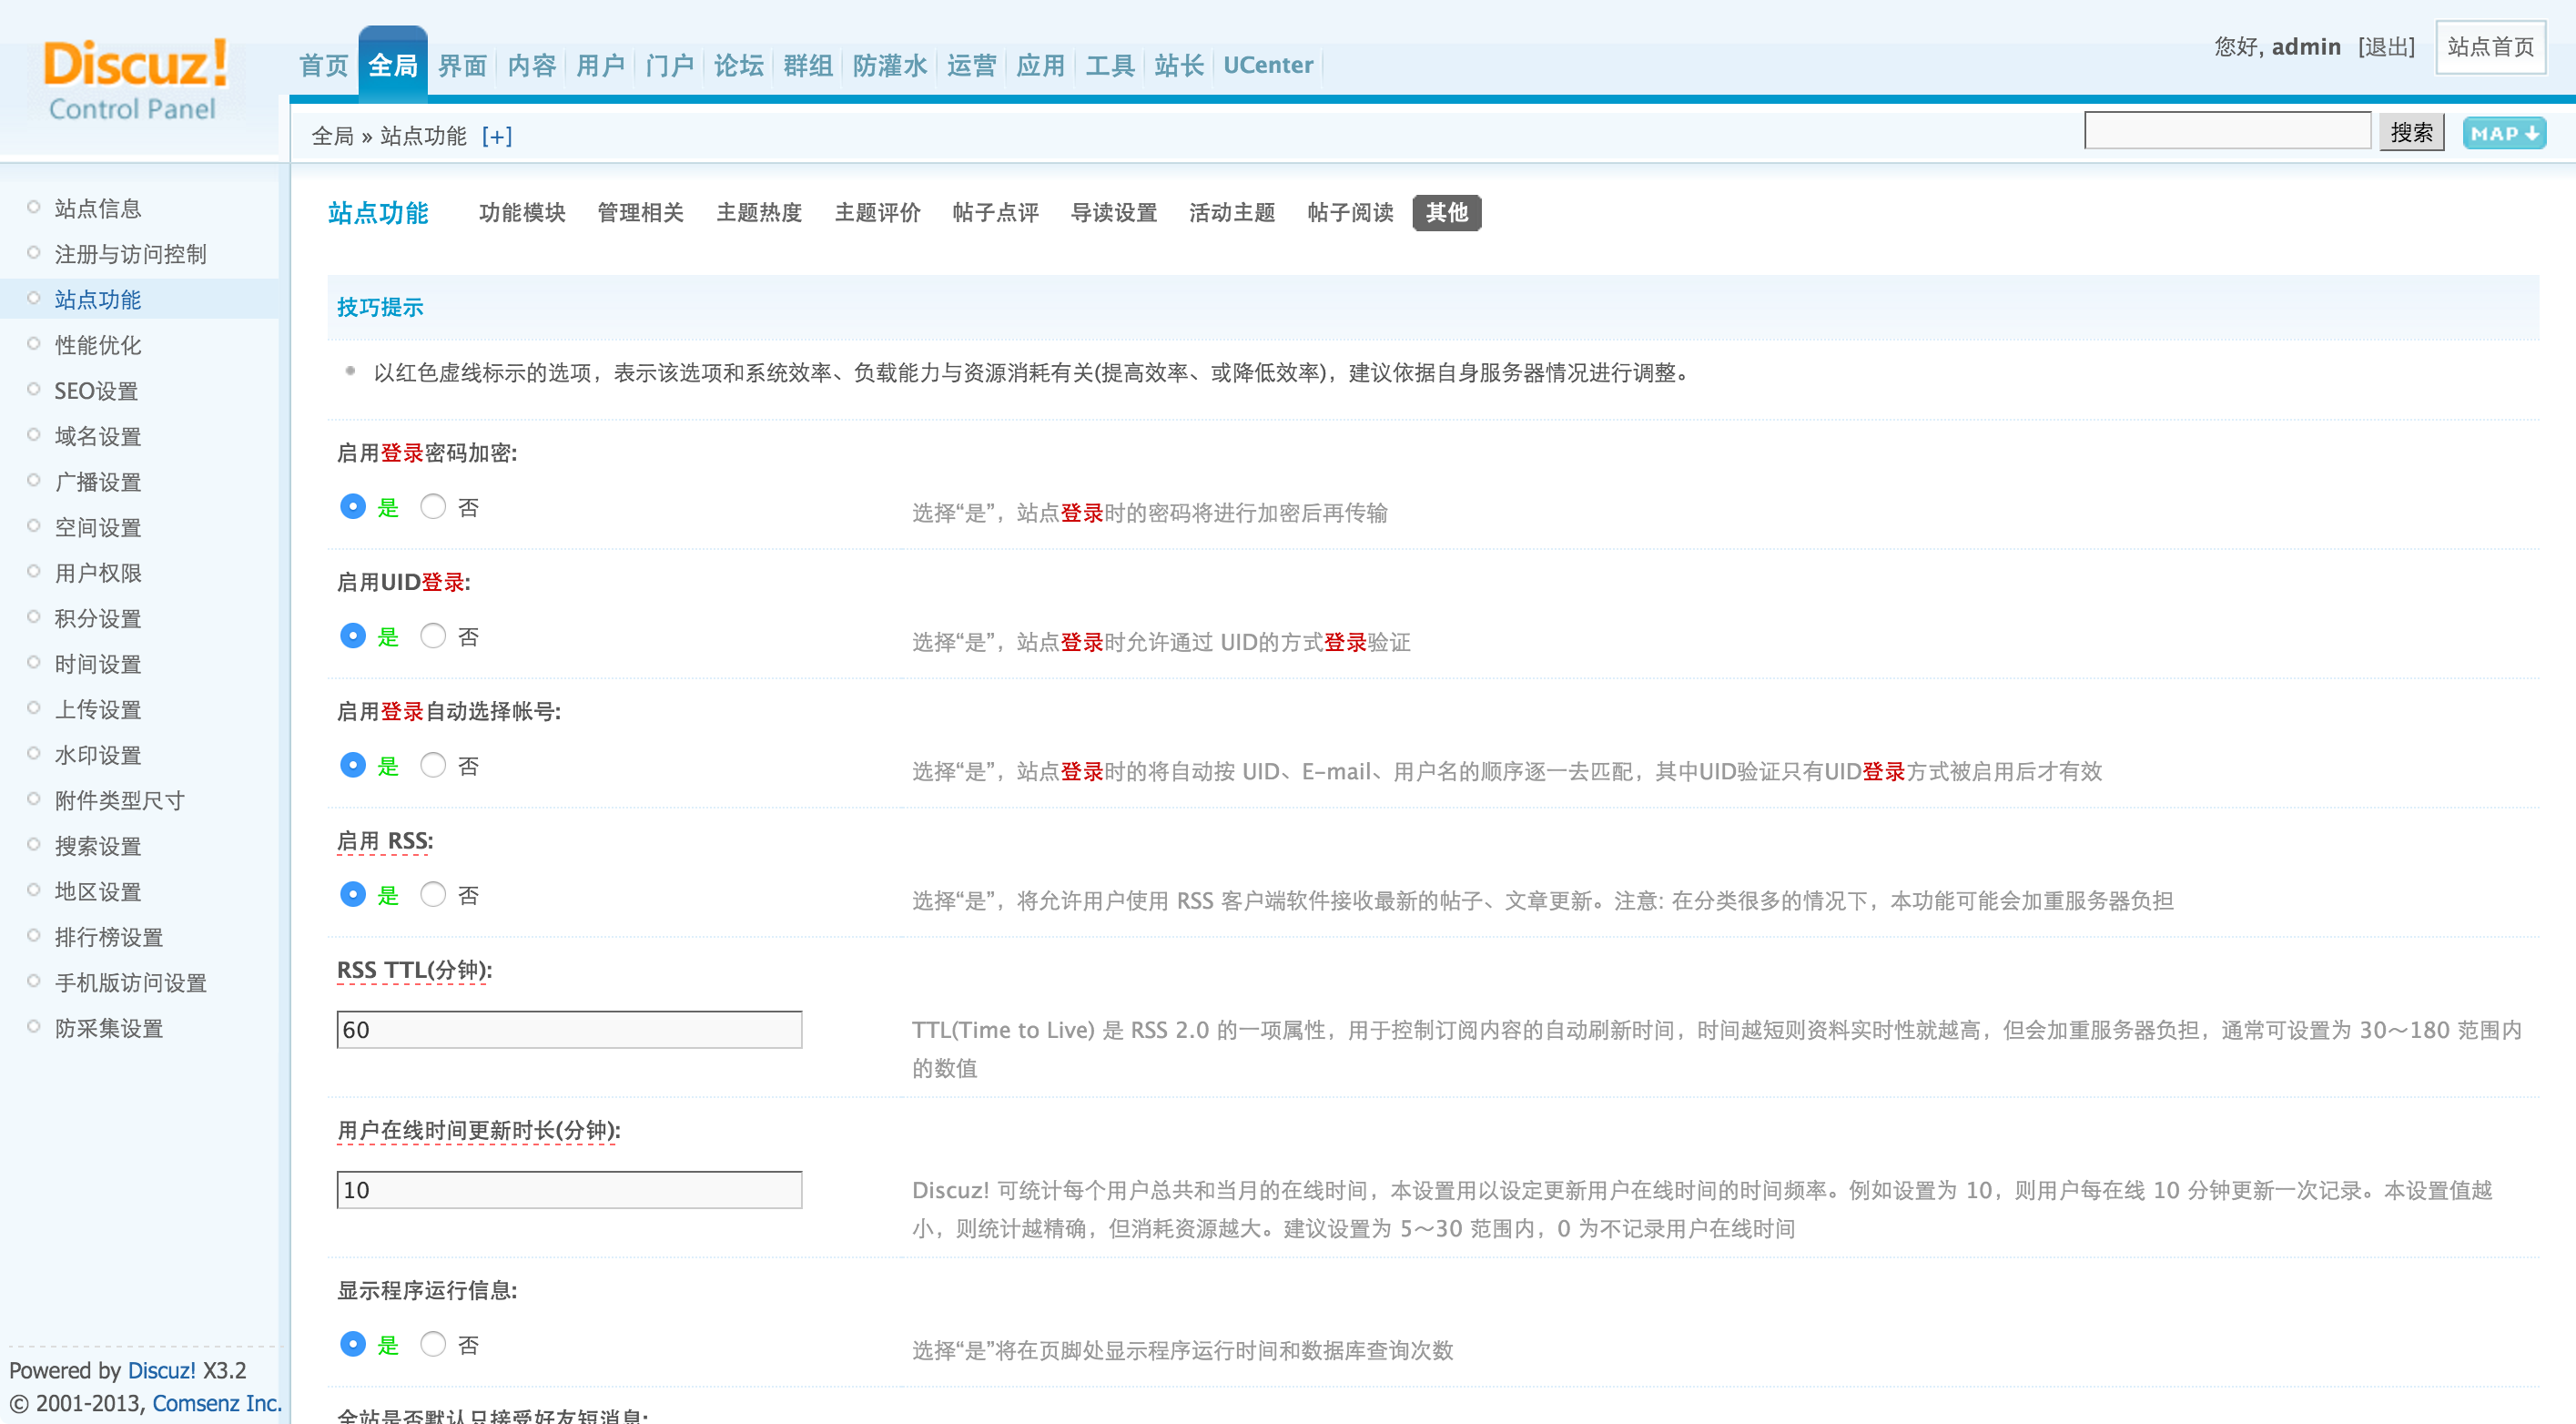 Discuz!
Control Panel
首页 全局 界面 内容 用户 门户 论坛 群组 防灌水 运营 应用 工具 站长 UCenter
您好, admin [退出] 站点首页
全局 » 站点功能 [+]
搜索 MAP
站点信息
注册与访问控制
站点功能
性能优化
SEO设置
域名设置
广播设置
空间设置
用户权限
积分设置
时间设置
上传设置
水印设置
附件类型尺寸
搜索设置
地区设置
排行榜设置
手机版访问设置
防采集设置
Powered by Discuz! X3.2
© 2001-2013, Comsenz Inc.
站点功能 功能模块 管理相关 主题热度 主题评价 帖子点评 导读设置 活动主题 帖子阅读 其他
技巧提示
以红色虚线标示的选项，表示该选项和系统效率、负载能力与资源消耗有关(提高效率、或降低效率)，建议依据自身服务器情况进行调整。
启用登录密码加密:
是 否
选择“是”，站点登录时的密码将进行加密后再传输
启用UID登录:
是 否
选择“是”，站点登录时允许通过 UID的方式登录验证
启用登录自动选择帐号:
是 否
选择“是”，站点登录时的将自动按 UID、E-mail、用户名的顺序逐一去匹配，其中UID验证只有UID登录方式被启用后才有效
启用 RSS:
是 否
选择“是”，将允许用户使用 RSS 客户端软件接收最新的帖子、文章更新。注意: 在分类很多的情况下，本功能可能会加重服务器负担
RSS TTL(分钟):
60
TTL(Time to Live) 是 RSS 2.0 的一项属性，用于控制订阅内容的自动刷新时间，时间越短则资料实时性就越高，但会加重服务器负担，通常可设置为 30～180 范围内
的数值
用户在线时间更新时长(分钟):
10
Discuz! 可统计每个用户总共和当月的在线时间，本设置用以设定更新用户在线时间的时间频率。例如设置为 10，则用户每在线 10 分钟更新一次记录。本设置值越
小，则统计越精确，但消耗资源越大。建议设置为 5～30 范围内，0 为不记录用户在线时间
显示程序运行信息:
是 否
选择“是”将在页脚处显示程序运行时间和数据库查询次数
全站是否默认只接受好友短消息: